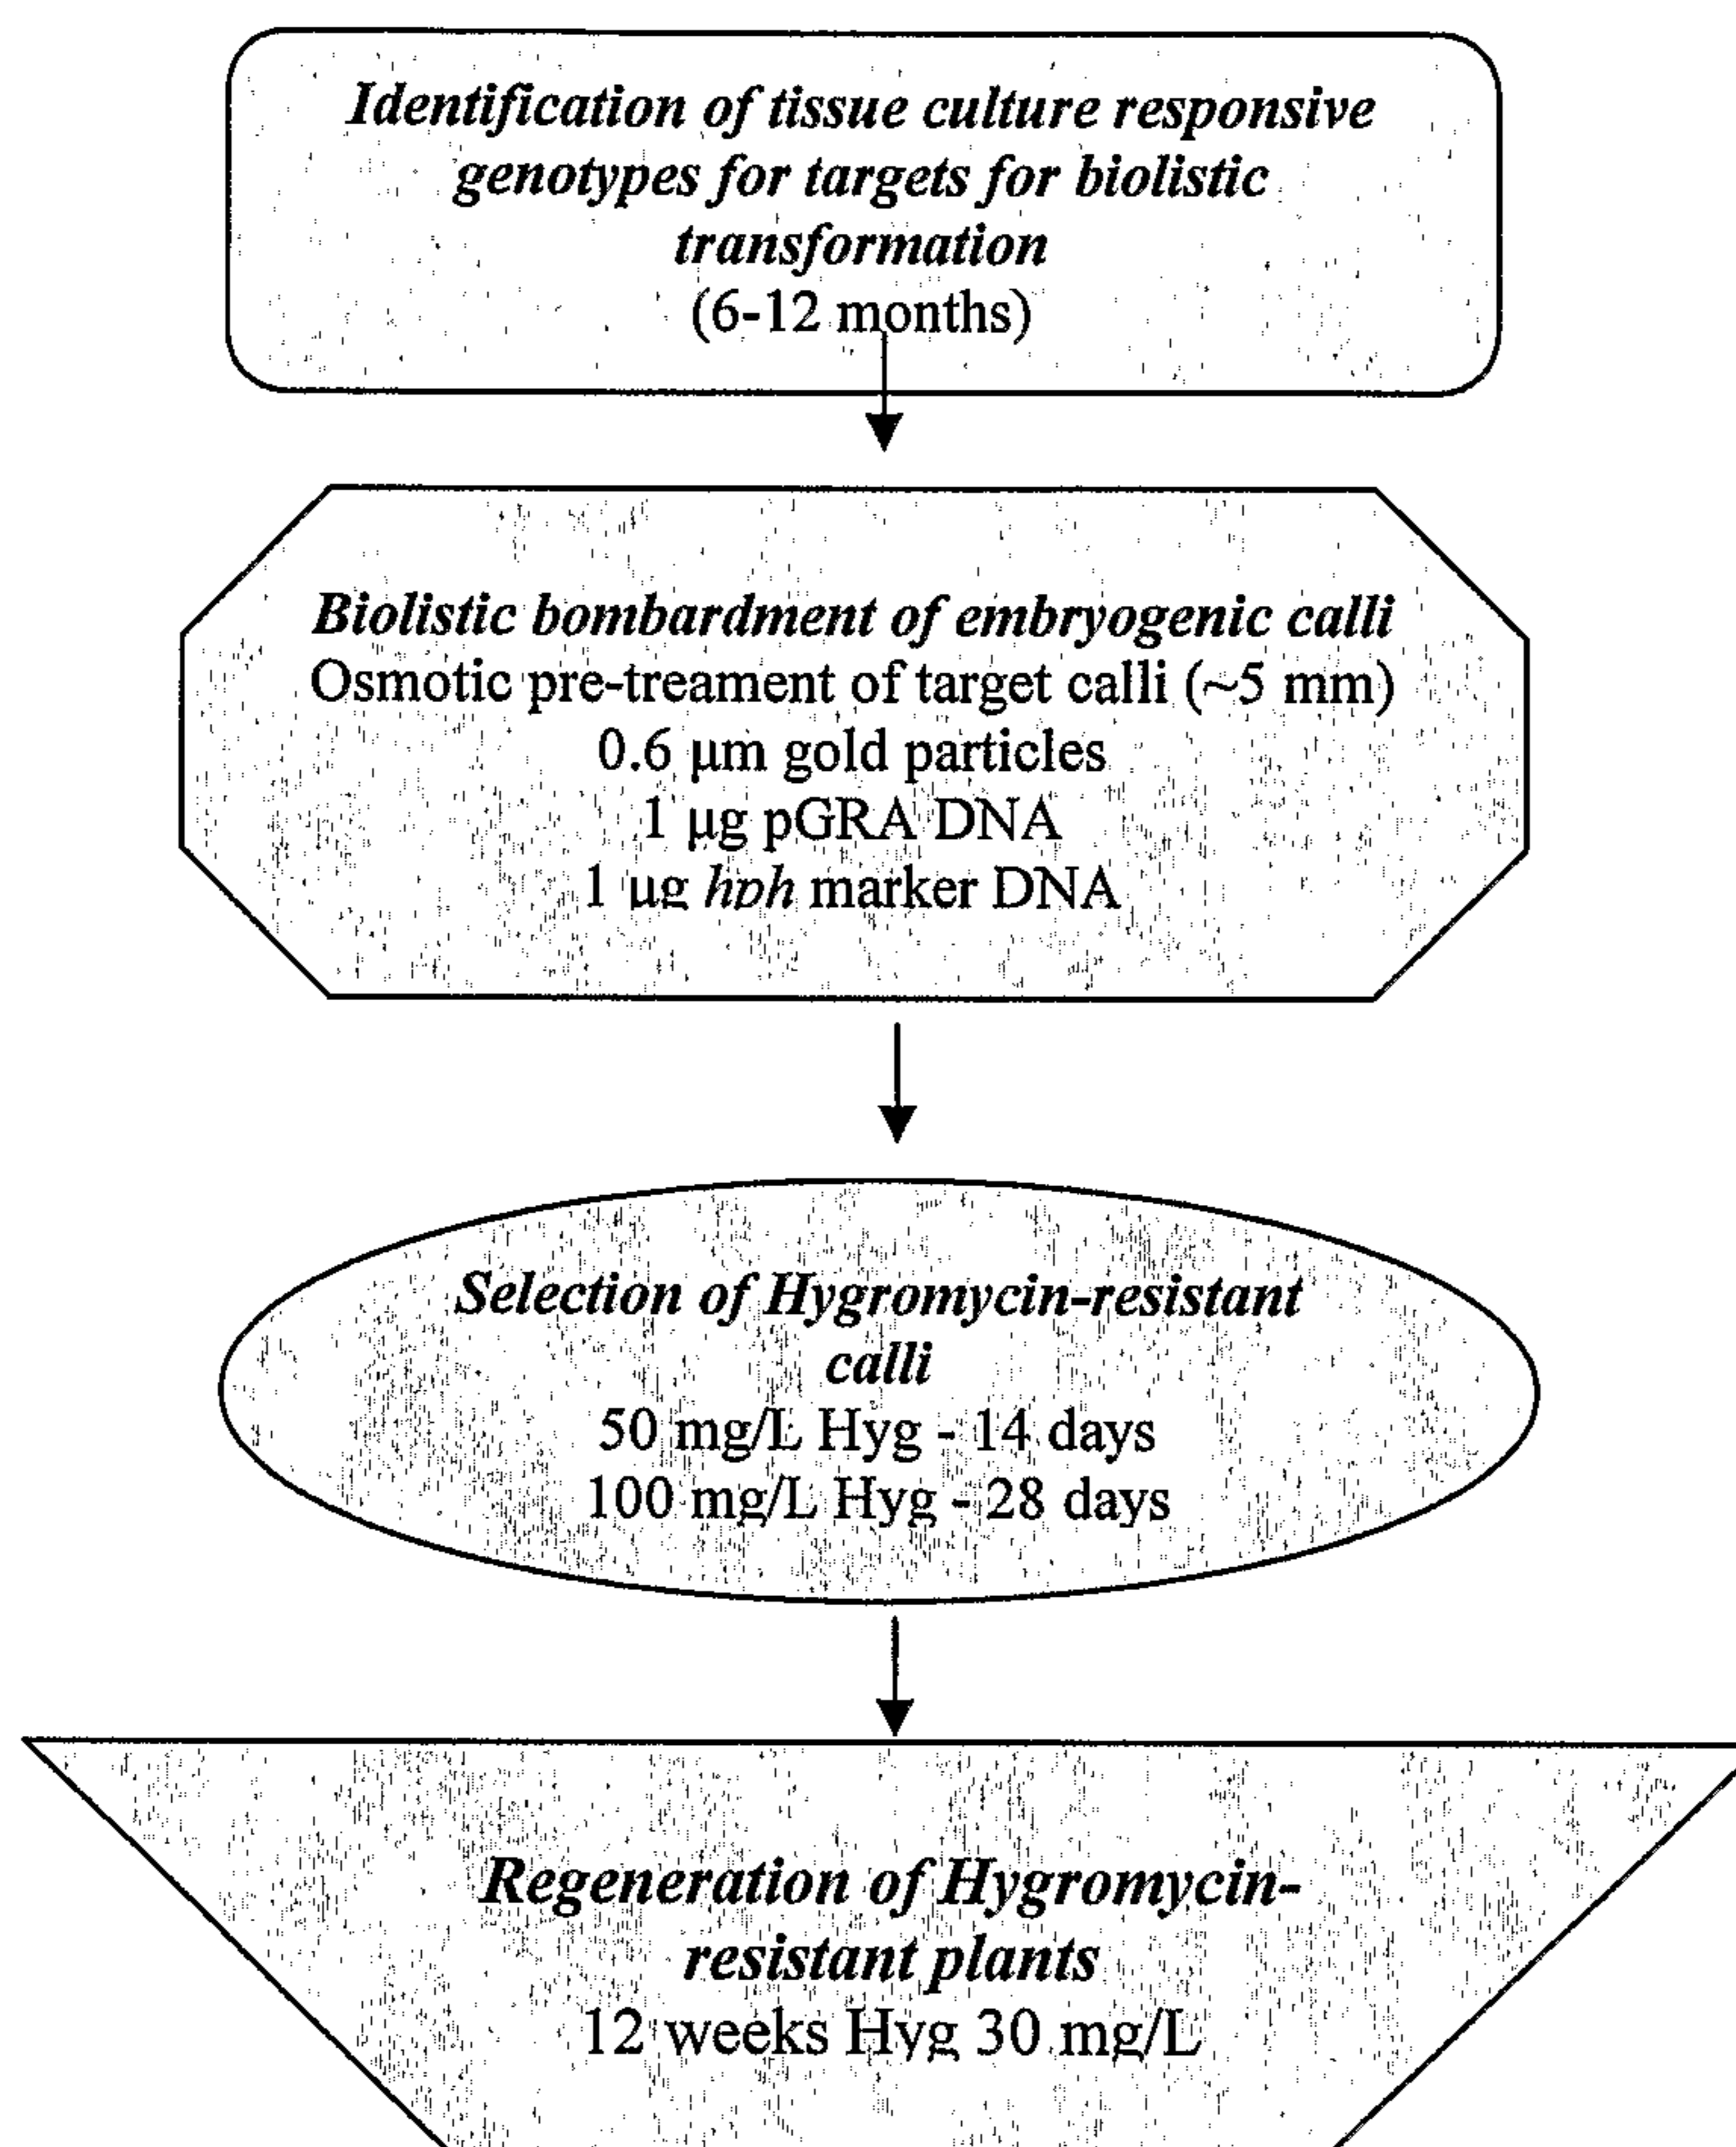 Identification of tissue culture responsive
genotypes for targets for biolistic
transformation
(6-12 months)
Biolistic bombardment of embryogenic calli
Osmotic pre-treament of target calli (~5 mm)
0.6 μm gold particles
1 μg pGRA DNA
1 μg hph marker DNA
Selection of Hygromycin-resistant
calli
50 mg/L Hyg - 14 days
100 mg/L Hyg - 28 days
Regeneration of Hygromycin-
resistant plants
12 weeks Hyg 30 mg/L